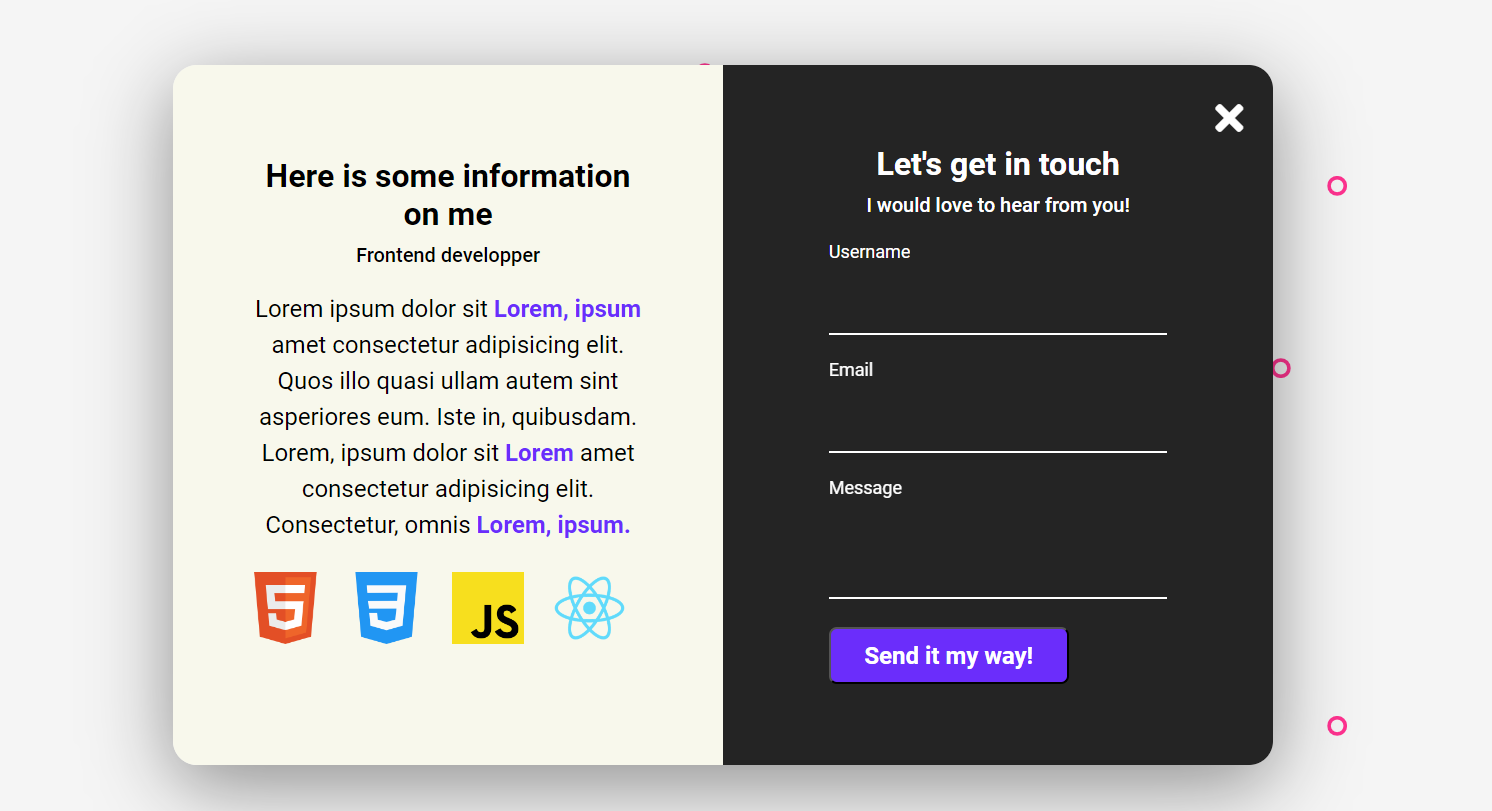 Here is some information
on me
Frontend developper
Lorem ipsum dolor sit Lorem, ipsum
amet consectetur adipisicing elit.
Quos illo quasi ullam autem sint
asperiores eum. Iste in, quibusdam.
Lorem, ipsum dolor sit Lorem amet
consectetur adipisicing elit.
Consectetur, omnis Lorem, ipsum.
JS
Let's get in touch
I would love to hear from you!
Username
Email
Message
Send it my way!